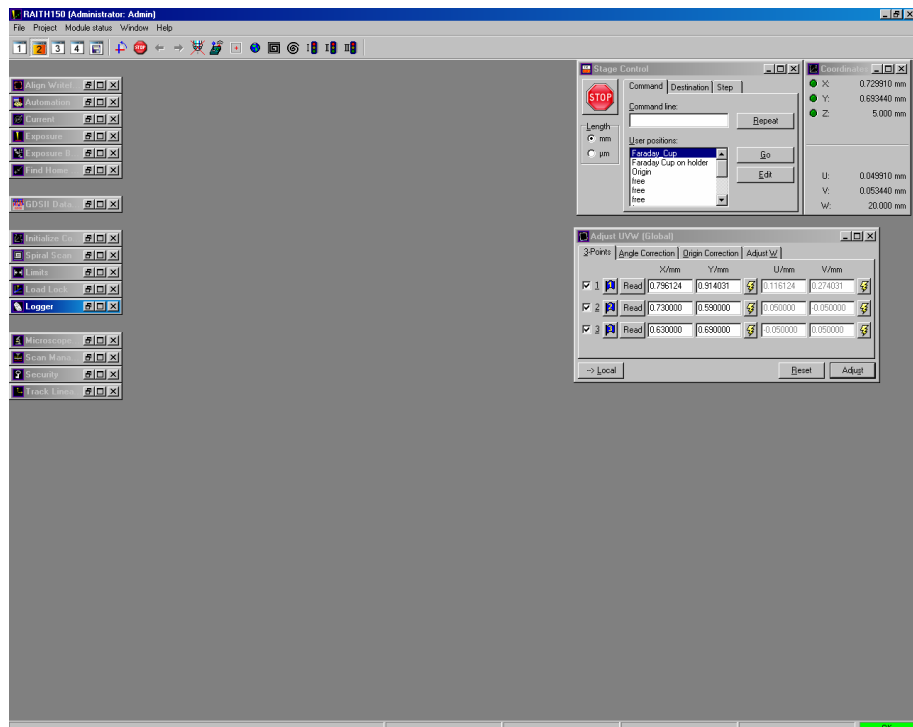 RAITH150 (Administrator: Admin)
File Project Module status Window Help
1 2 3 4
Stage Control
STOP
Length
mm
µm
Command Destination Step
Command line:
Repeat
User positions:
Faraday Cup
Faraday Cup on holder
Origin
free
free
free
Go
Edit
Coordinates
X: 0.729910 mm
Y: 0.693440 mm
Z: 5.000 mm
U: 0.049910 mm
V: 0.053440 mm
W: 20.000 mm
Automation
Current
Exposure
Exposure II
Find Home
GDSII Data
Initialize Co
Spiral Scan
Limits
Load Lock
Logger
Microscope
Scan Mana
Security
Track Linea
Adjust UVW (Global)
3-Points Angle Correction Origin Correction Adjust W
X/mm Y/mm U/mm V/mm
1 Read 0.796124 0.914031 0.116124 0.274031
2 Read 0.730000 0.590000 0.050000 -0.050000
3 Read 0.630000 0.690000 -0.050000 0.050000
-> Local Reset Adjust